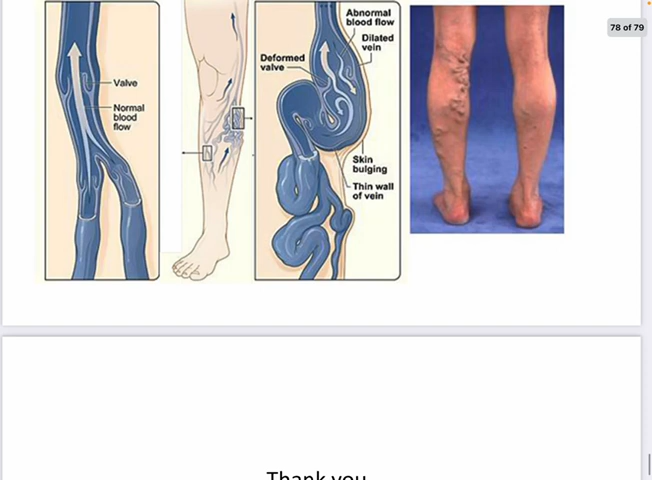 Abnormal
blood flow
78 of 79
Dilated
vein
Deformed
valve
Valve
Normal
blood
flow
Skin
bulging
Thin wall
of vein
Thank you